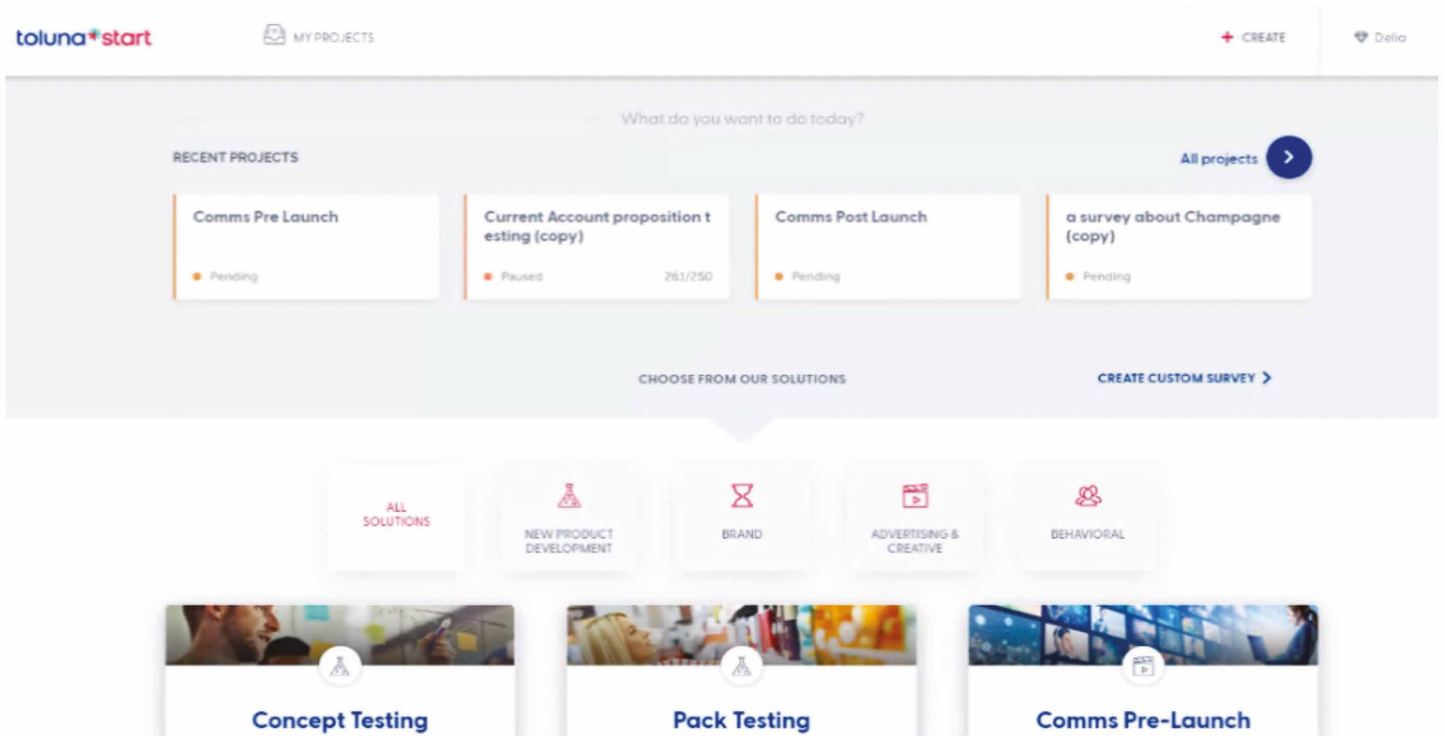 toluna*start
MY PROJECTS
+ CREATE
Delia
What do you want to do today?
RECENT PROJECTS
All projects
Comms Pre Launch
Pending
Current Account proposition t
esting (copy)
Paused
261/250
Comms Post Launch
Pending
a survey about Champagne
(copy)
Pending
CHOOSE FROM OUR SOLUTIONS
CREATE CUSTOM SURVEY
ALL
SOLUTIONS
NEW PRODUCT
DEVELOPMENT
BRAND
ADVERTISING &
CREATIVE
BEHAVIORAL
Concept Testing
Pack Testing
Comms Pre-Launch